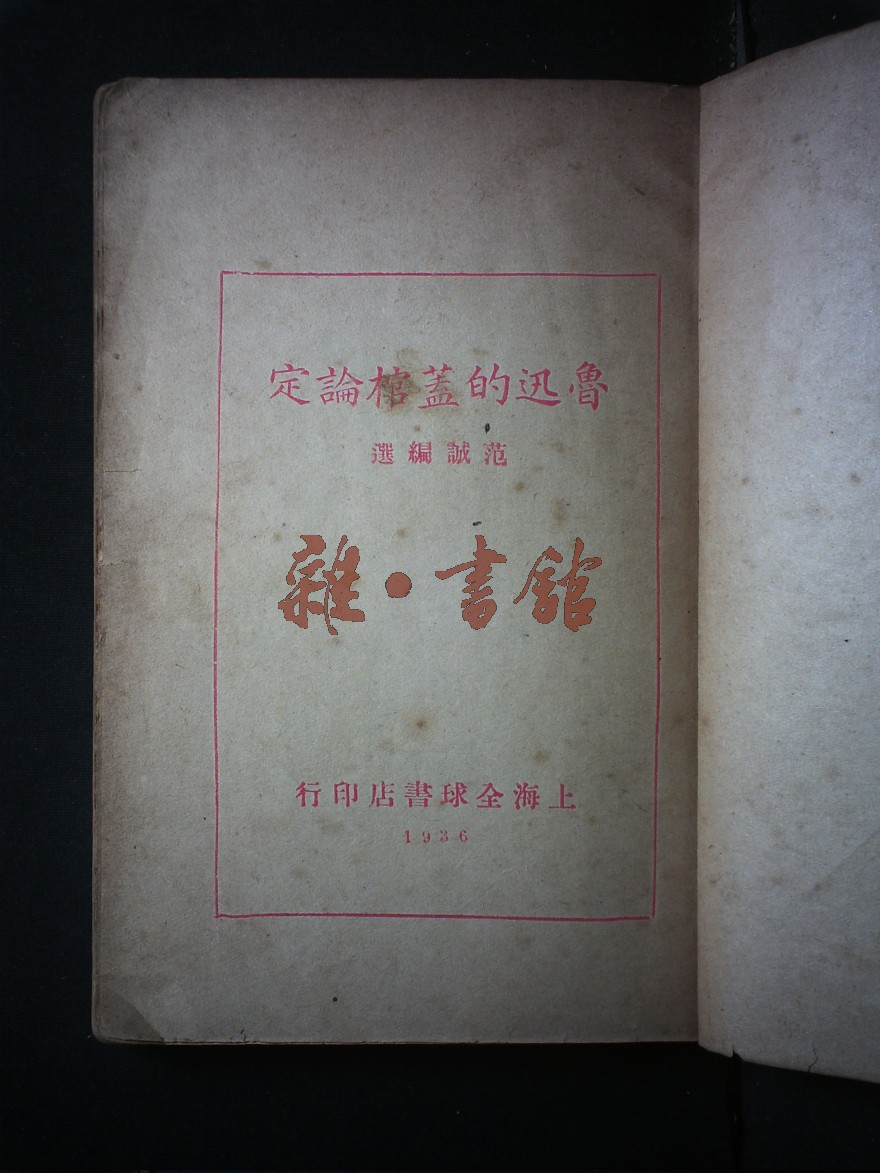 魯迅的蓋棺論定
范誠編選
雜·書館
上海全球書店印行
1936